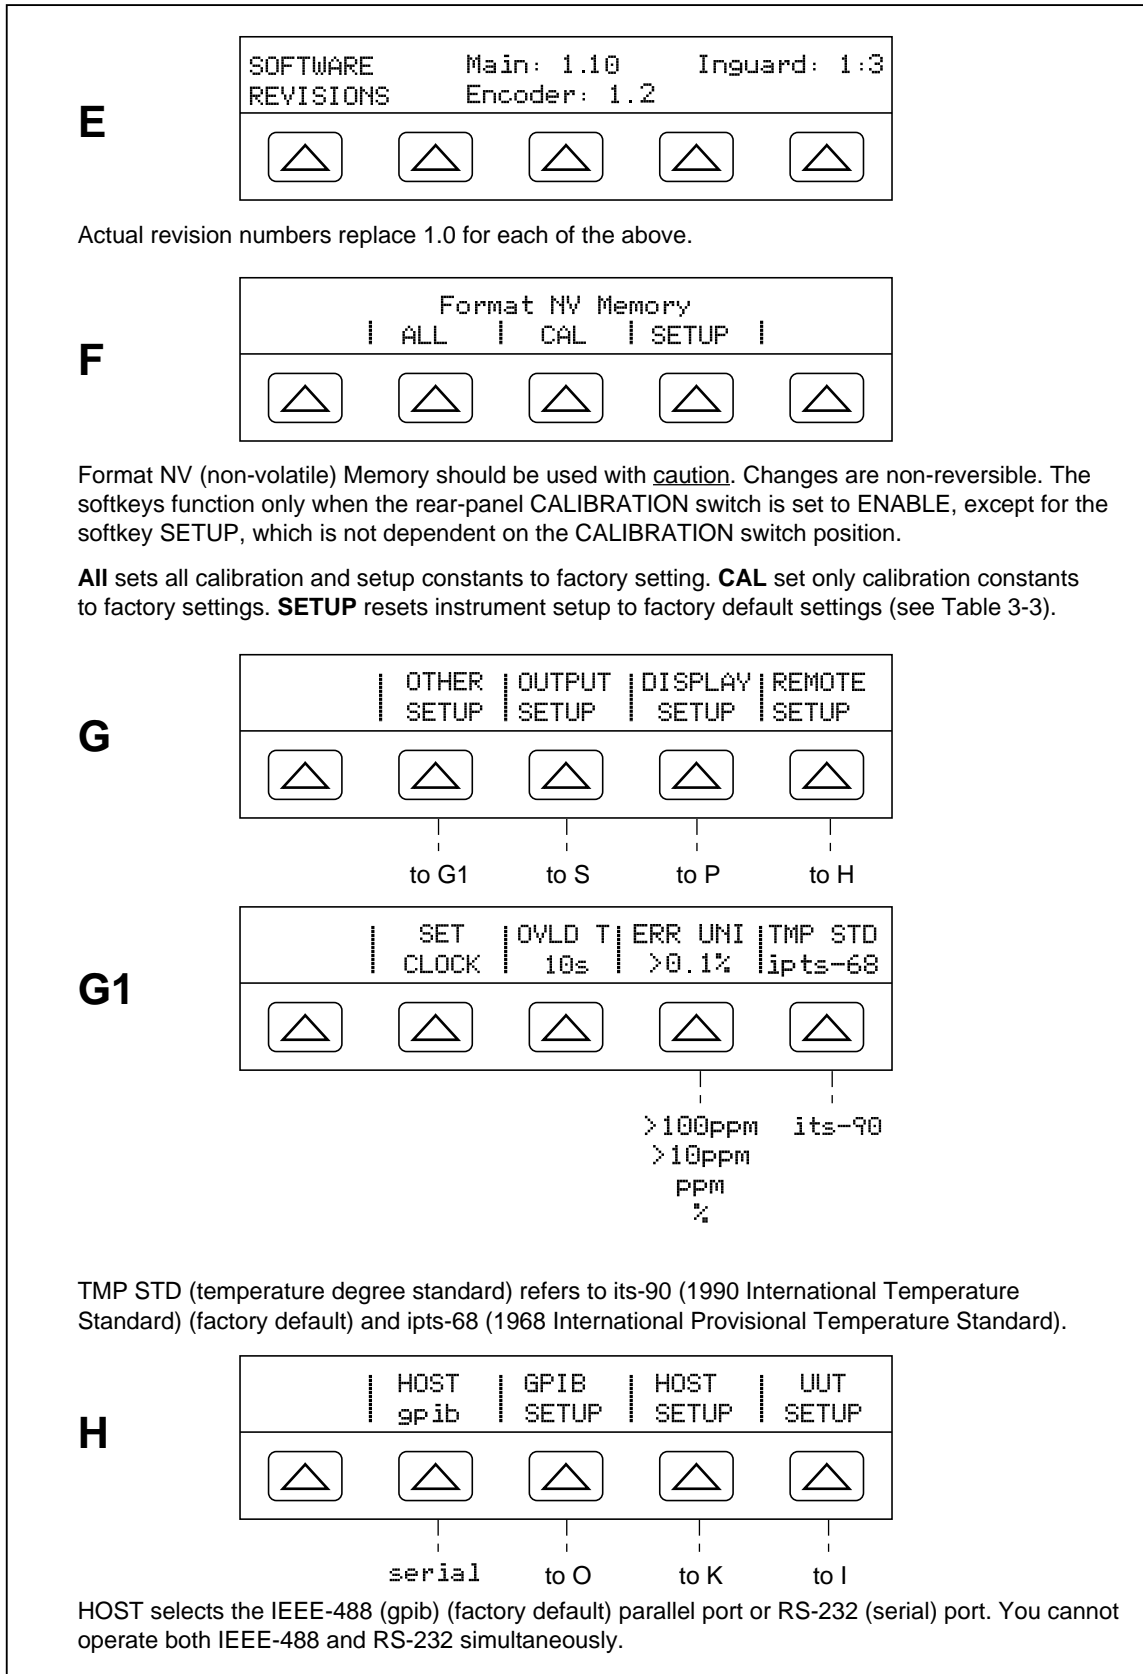 SOFTWARE Main: 1.10 Inguard: 1:3
REVISIONS Encoder: 1.2
E
Actual revision numbers replace 1.0 for each of the above.
Format NV Memory
ALL CAL SETUP
F
Format NV (non-volatile) Memory should be used with caution. Changes are non-reversible. The
softkeys function only when the rear-panel CALIBRATION switch is set to ENABLE, except for the
softkey SETUP, which is not dependent on the CALIBRATION switch position.
All sets all calibration and setup constants to factory setting. CAL set only calibration constants
to factory settings. SETUP resets instrument setup to factory default settings (see Table 3-3).
OTHER OUTPUT DISPLAY REMOTE
SETUP SETUP SETUP SETUP
G
to G1 to S to P to H
SET OVLD T ERR UNI TMP STD
CLOCK 10s >0.1% ipts-68
G1
>100ppm its-90
>10ppm
ppm
%
TMP STD (temperature degree standard) refers to its-90 (1990 International Temperature
Standard) (factory default) and ipts-68 (1968 International Provisional Temperature Standard).
HOST GPIB HOST UUT
gpib SETUP SETUP SETUP
H
serial to O to K to I
HOST selects the IEEE-488 (gpib) (factory default) parallel port or RS-232 (serial) port. You cannot
operate both IEEE-488 and RS-232 simultaneously.